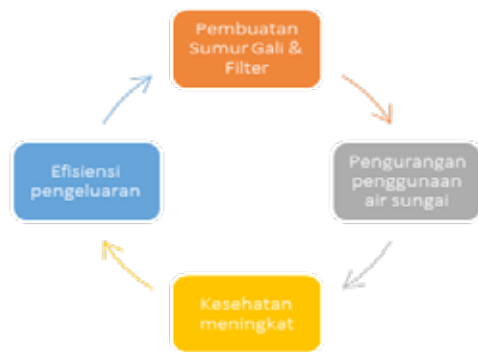 Pembuatan
Sumur Gali &
Filter
Pengurangan
penggunaan
air sungai
Kesehatan
meningkat
Efisiensi
pengeluaran